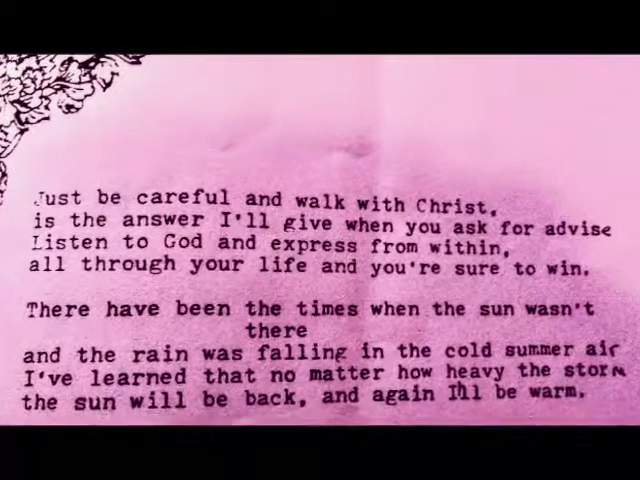 Just be careful and walk with Christ,
is the answer I'll give when you ask for advise
Listen to God and express from within,
all through your life and you're sure to win.
There have been the times when the sun wasn't
there
and the rain was falling in the cold summer air
I've learned that no matter how heavy the storm
the sun will be back, and again I'll be warm.